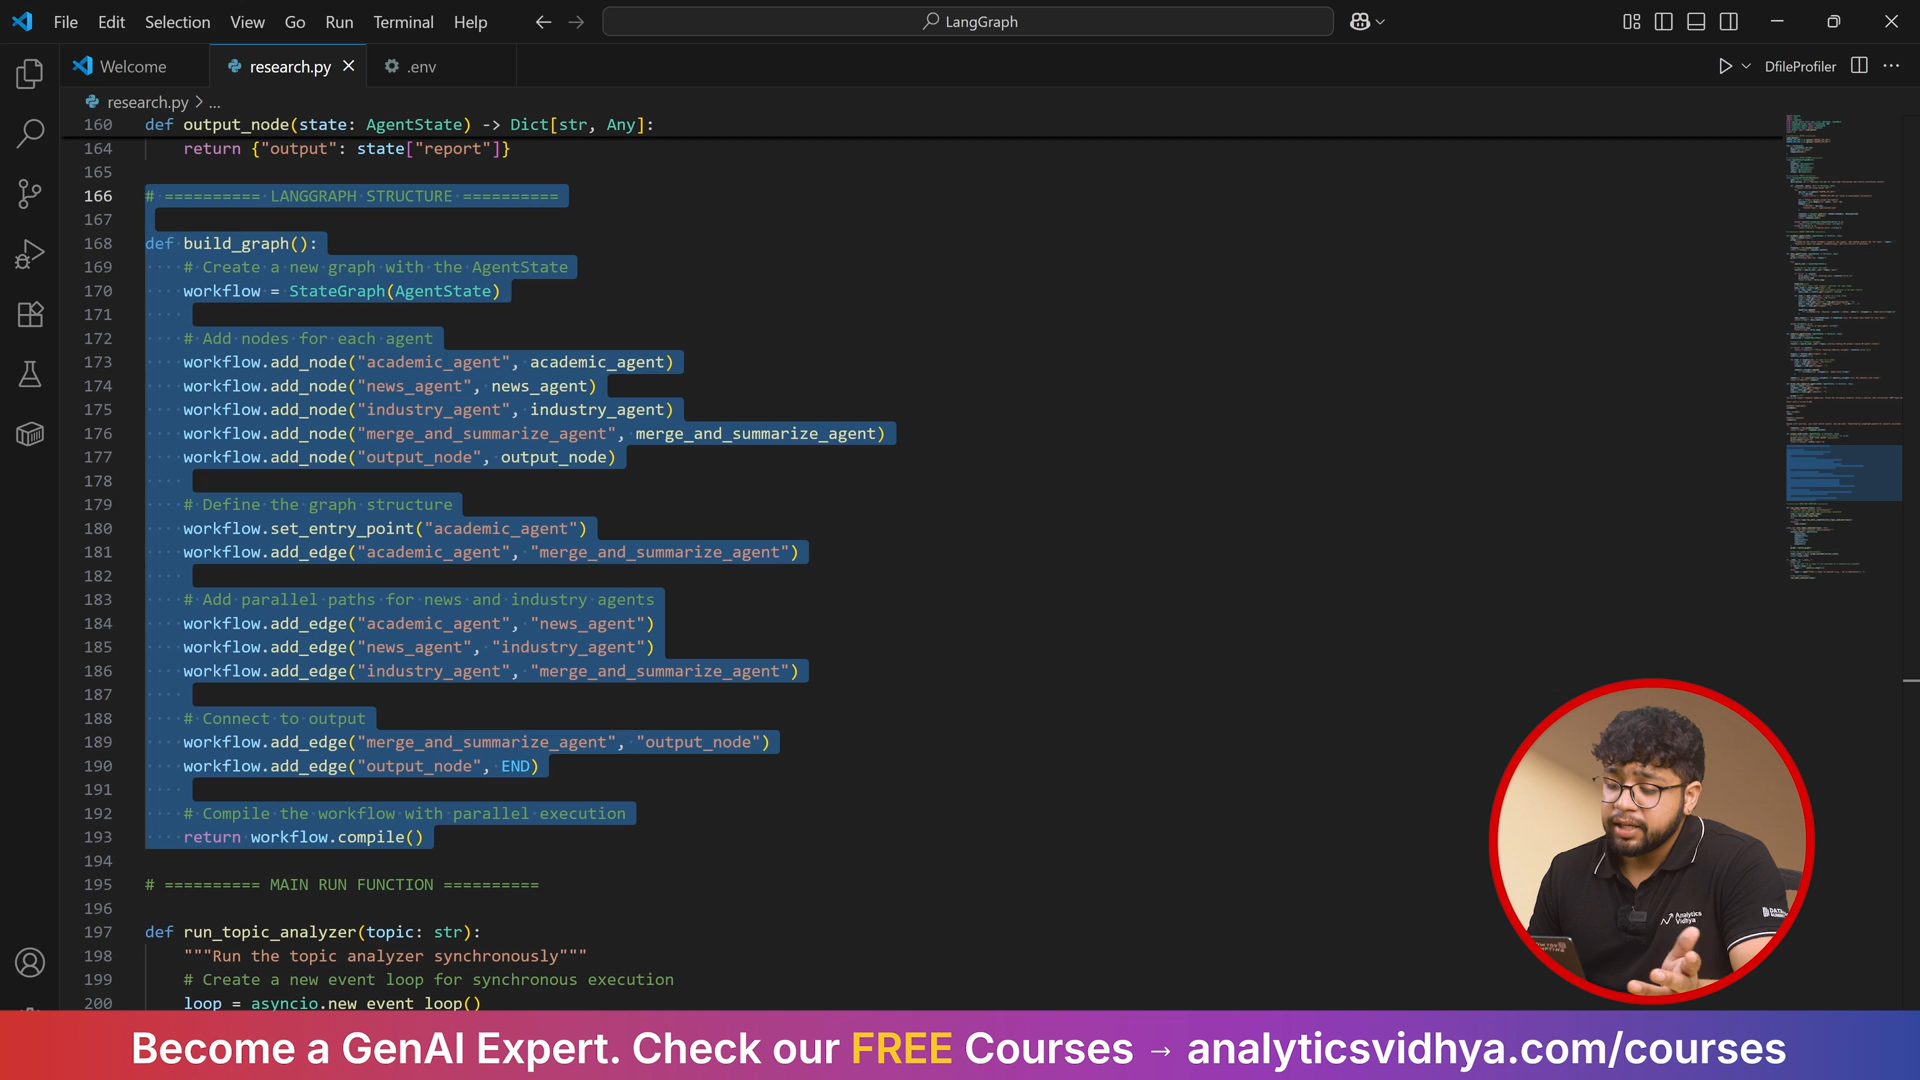 File Edit Selection View Go Run Terminal Help
LangGraph
Welcome
research.py
.env
DfileProfiler
research.py > ...
160 def output_node(state: AgentState) -> Dict[str, Any]:
164     return {"output": state["report"]}
165
166 # ========== LANGGRAPH STRUCTURE ==========
167
168 def build_graph():
169     # Create a new graph with the AgentState
170     workflow = StateGraph(AgentState)
171
172     # Add nodes for each agent
173     workflow.add_node("academic_agent", academic_agent)
174     workflow.add_node("news_agent", news_agent)
175     workflow.add_node("industry_agent", industry_agent)
176     workflow.add_node("merge_and_summarize_agent", merge_and_summarize_agent)
177     workflow.add_node("output_node", output_node)
178
179     # Define the graph structure
180     workflow.set_entry_point("academic_agent")
181     workflow.add_edge("academic_agent", "merge_and_summarize_agent")
182
183     # Add parallel paths for news and industry agents
184     workflow.add_edge("academic_agent", "news_agent")
185     workflow.add_edge("news_agent", "industry_agent")
186     workflow.add_edge("industry_agent", "merge_and_summarize_agent")
187
188     # Connect to output
189     workflow.add_edge("merge_and_summarize_agent", "output_node")
190     workflow.add_edge("output_node", END)
191
192     # Compile the workflow with parallel execution
193     return workflow.compile()
194
195 # ========== MAIN RUN FUNCTION ==========
196
197 def run_topic_analyzer(topic: str):
198     """Run the topic analyzer synchronously"""
199     # Create a new event loop for synchronous execution
200     loop = asyncio.new_event_loop()
Analytics
Vidhya
Become a GenAI Expert. Check our FREE Courses → analyticsvidhya.com/courses